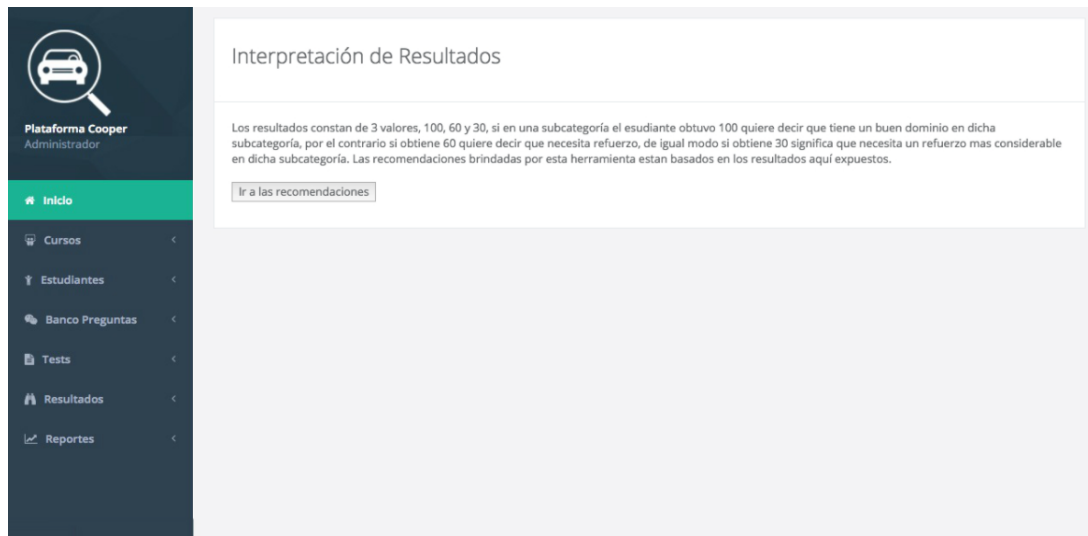 Plataforma Cooper
Administrador
Inicio
Cursos
Estudiantes
Banco Preguntas
Tests
Resultados
Reportes
Interpretación de Resultados
Los resultados constan de 3 valores, 100, 60 y 30, si en una subcategoría el esudiante obtuvo 100 quiere decir que tiene un buen dominio en dicha
subcategoría, por el contrario si obtiene 60 quiere decir que necesita refuerzo, de igual modo si obtiene 30 significa que necesita un refuerzo mas considerable
en dicha subcategoría. Las recomendaciones brindadas por esta herramienta estan basados en los resultados aquí expuestos.
Ir a las recomendaciones